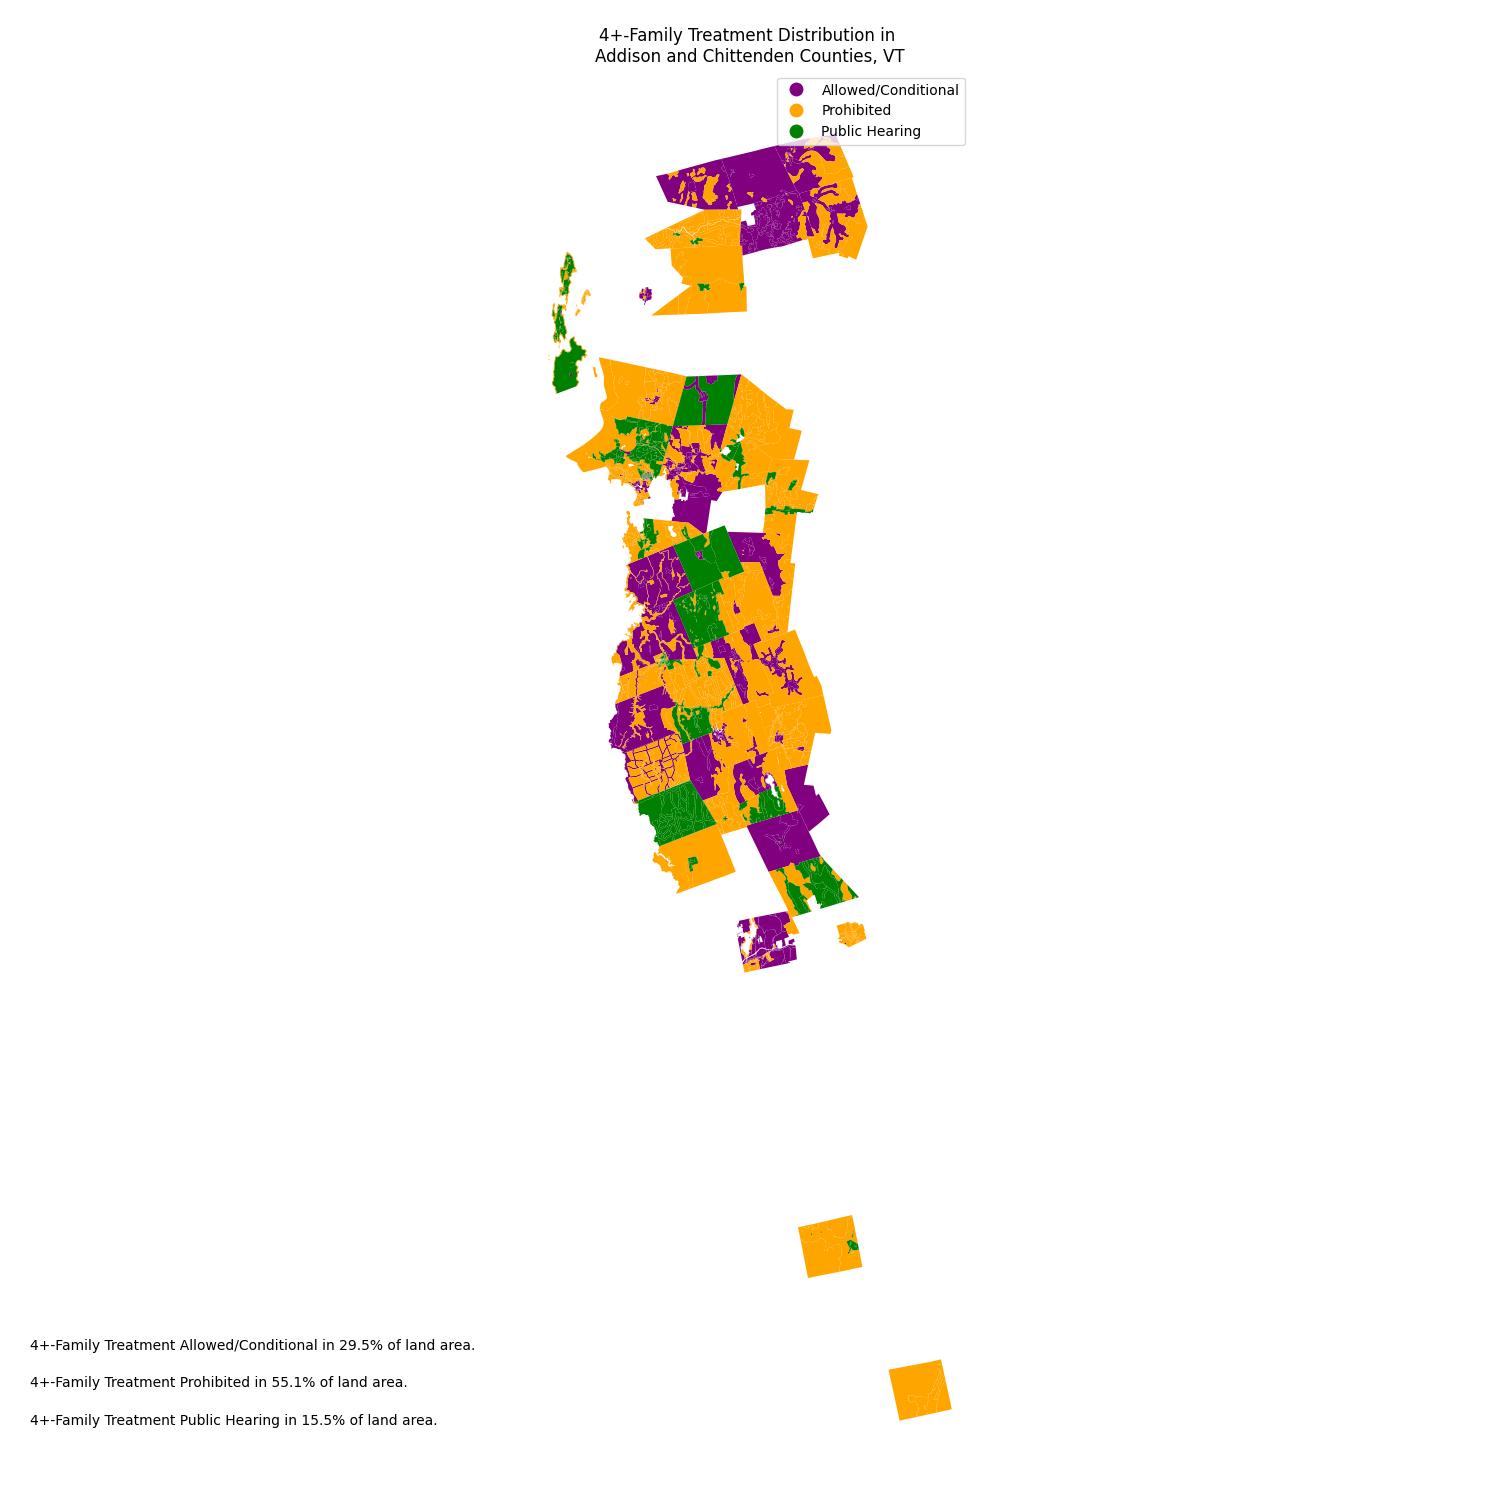 4+-Family Treatment Distribution in
Addison and Chittenden Counties, VT
Allowed/Conditional
Prohibited
Public Hearing
4+-Family Treatment Allowed/Conditional in 29.5% of land area.
4+-Family Treatment Prohibited in 55.1% of land area.
4+-Family Treatment Public Hearing in 15.5% of land area.